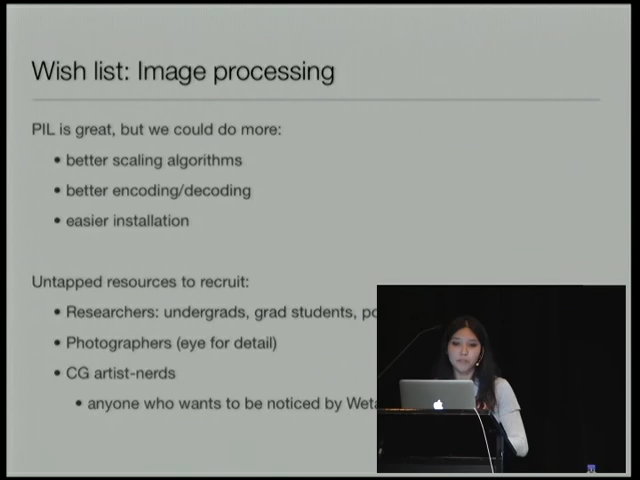 Wish list: Image processing
PIL is great, but we could do more:
• better scaling algorithms
• better encoding/decoding
• easier installation
Untapped resources to recruit:
• Researchers: undergrads, grad students,
• Photographers (eye for detail)
• CG artist-nerds
• anyone who wants to be noticed by Weta